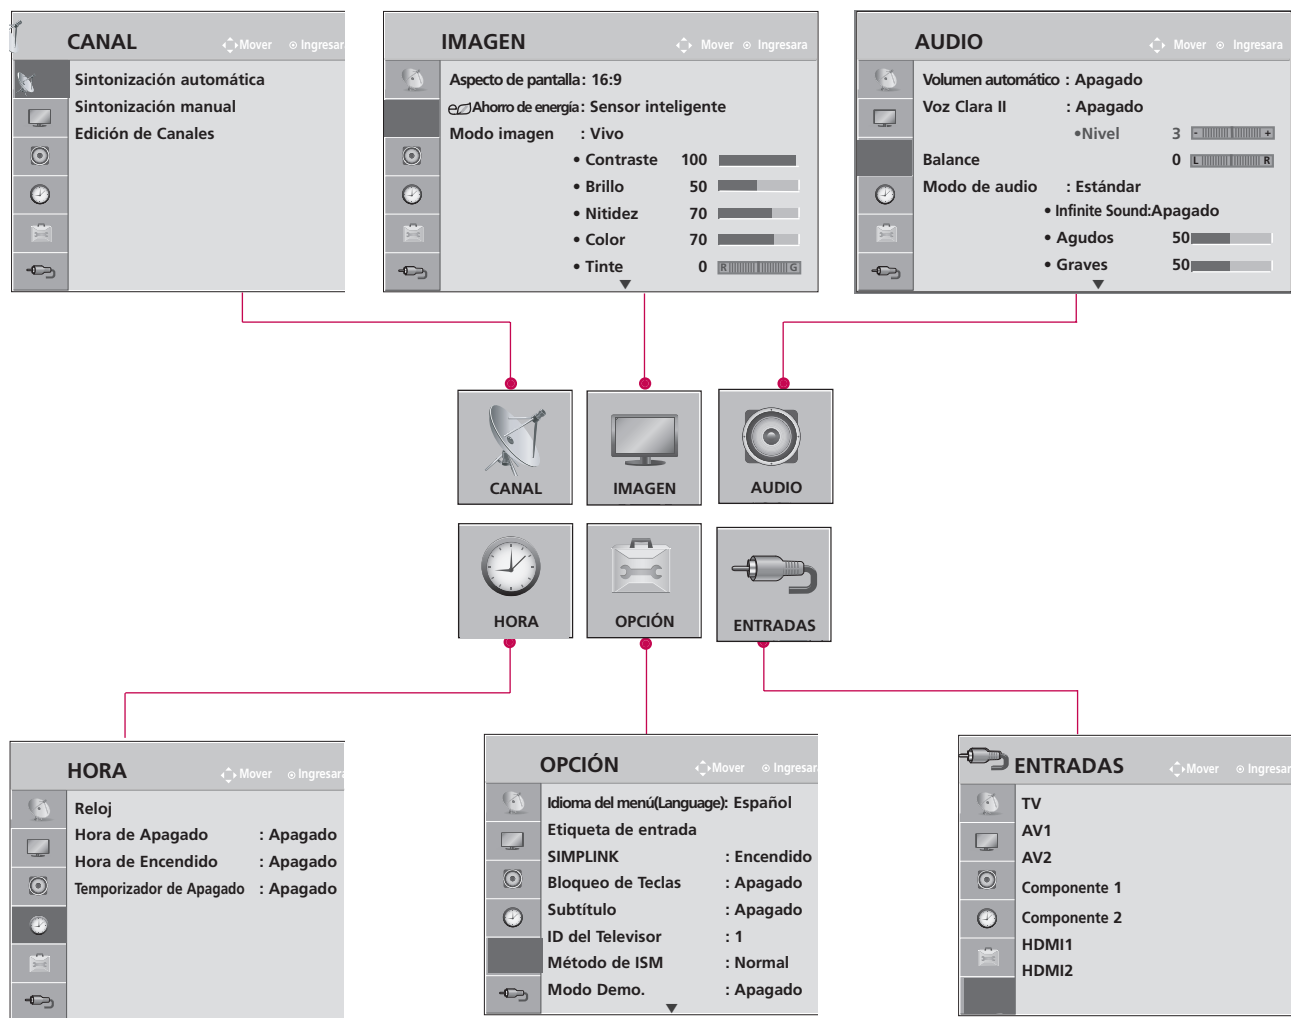 CANAL
Mover Ingresar
Sintonización automática
Sintonización manual
Edición de Canales
IMAGEN
Mover Ingresara
Aspecto de pantalla: 16:9
Ahorro de energía: Sensor inteligente
Modo imagen : Vivo
• Contraste 100
• Brillo 50
• Nitidez 70
• Color 70
• Tinte 0 R G
AUDIO
Mover Ingresara
Volumen automático : Apagado
Voz Clara II : Apagado
•Nivel 3 - +
Balance 0 L R
Modo de audio : Estándar
• Infinite Sound:Apagado
• Agudos 50
• Graves 50
CANAL
IMAGEN
AUDIO
HORA
OPCIÓN
ENTRADAS
HORA
Mover Ingresara
Reloj
Hora de Apagado : Apagado
Hora de Encendido : Apagado
Temporizador de Apagado : Apagado
OPCIÓN
Mover Ingresar
Idioma del menú(Language): Español
Etiqueta de entrada
SIMPLINK : Encendido
Bloqueo de Teclas : Apagado
Subtítulo : Apagado
ID del Televisor : 1
Método de ISM : Normal
Modo Demo. : Apagado
ENTRADAS
Mover Ingresar
TV
AV1
AV2
Componente 1
Componente 2
HDMI1
HDMI2